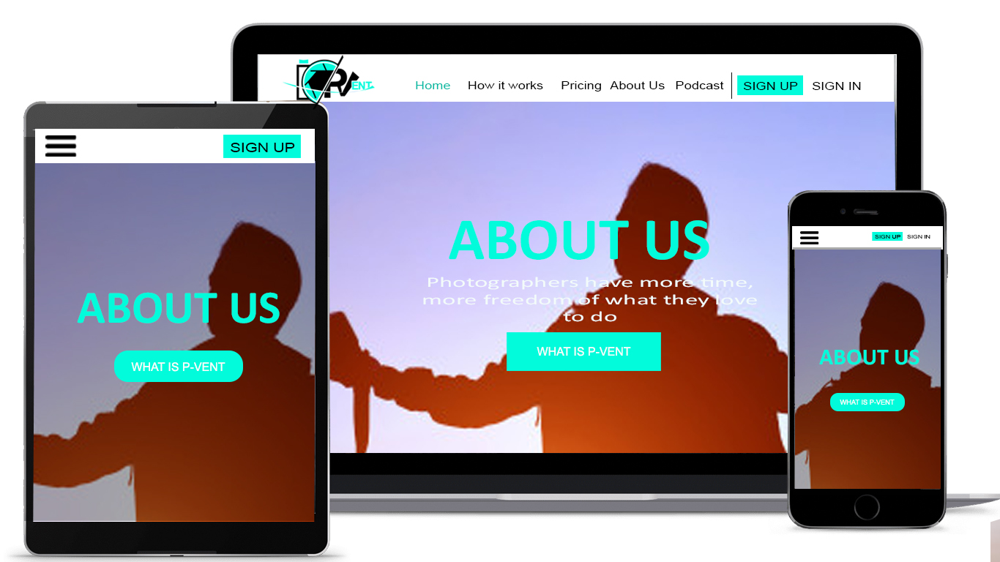 ENT
Home How it works Pricing About Us Podcast SIGN UP SIGN IN
ABOUT US
Photographers have more time,
more freedom of what they love
to do
WHAT IS P-VENT
SIGN UP
ABOUT US
WHAT IS P-VENT
SIGN UP SIGN IN
ABOUT US
WHAT IS P-VENT